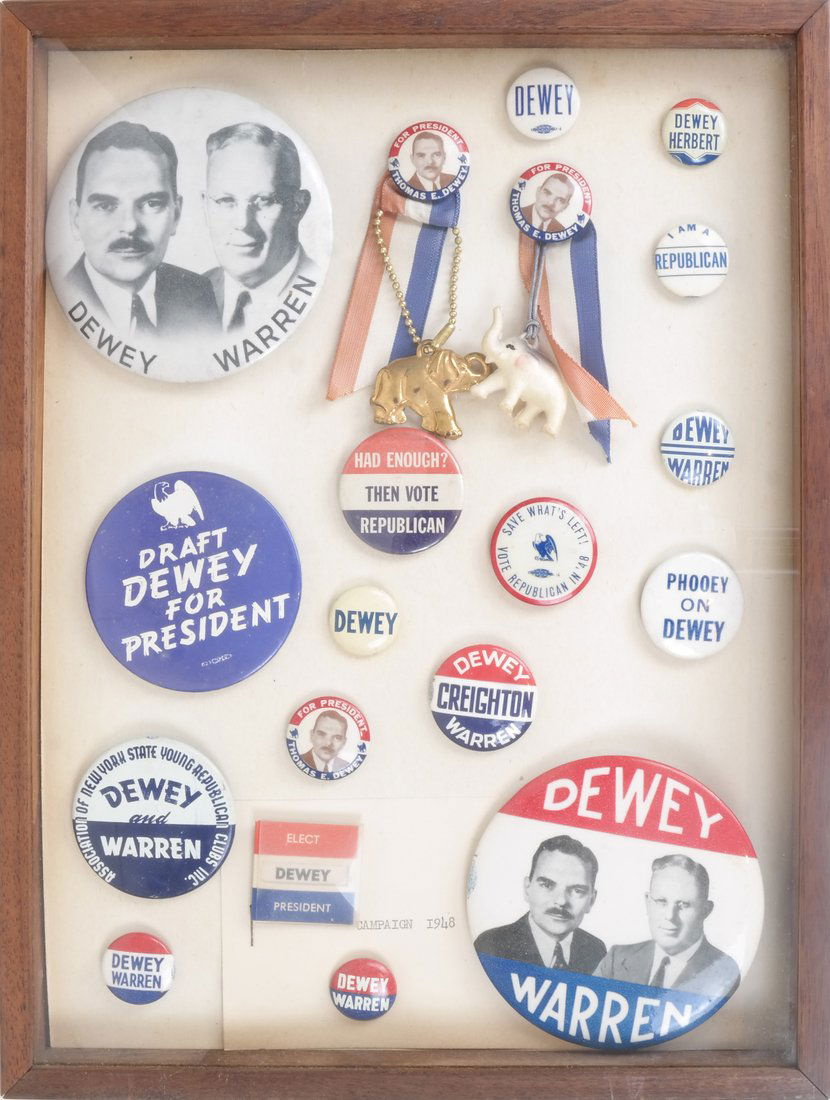 DEWEY
WARREN
FOR PRESIDENT
THOMAS E. DEWEY
DEWEY
FOR PRESIDENT
THOMAS E. DEWEY
DEWEY
HERBERT
I AM A
REPUBLICAN
DEWEY
WARREN
HAD ENOUGH?
THEN VOTE
REPUBLICAN
DRAFT
DEWEY
FOR
PRESIDENT
SAVE WHAT'S LEFT!
VOTE REPUBLICAN IN '48
PHOOEY
ON
DEWEY
DEWEY
DEWEY
CREIGHTON
WARREN
FOR PRESIDENT
THOMAS E. DEWEY
ASSOCIATION OF NEW YORK STATE YOUNG REPUBLICAN CLUBS INC.
DEWEY
and
WARREN
ELECT
DEWEY
PRESIDENT
CAMPAIGN 1948
DEWEY
WARREN
DEWEY
WARREN
DEWEY
WARREN